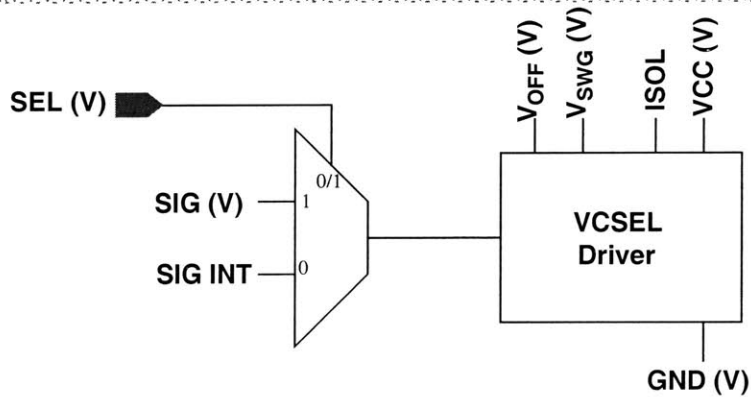 V_OFF (V)
V_SWG (V)
ISOL
VCC (V)
SEL (V)
0/1
SIG (V)
1
VCSEL
Driver
SIG INT
0
GND (V)